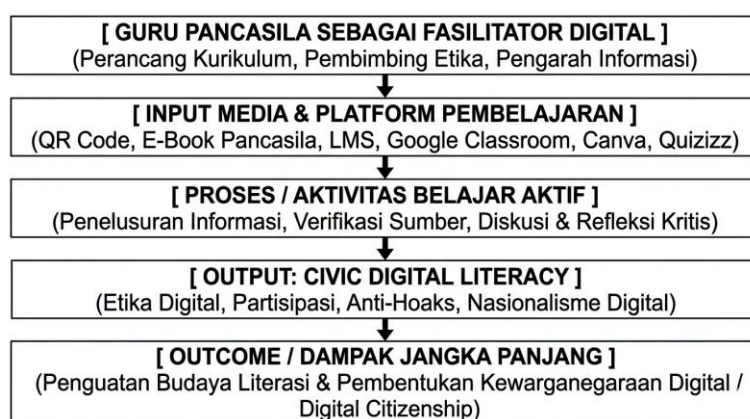 [ GURU PANCASILA SEBAGAI FASILITATOR DIGITAL ]
(Perancang Kurikulum, Pembimbing Etika, Pengarah Informasi)
[ INPUT MEDIA & PLATFORM PEMBELAJARAN ]
(QR Code, E-Book Pancasila, LMS, Google Classroom, Canva, Quizizz)
[ PROSES / AKTIVITAS BELAJAR AKTIF ]
(Penelusuran Informasi, Verifikasi Sumber, Diskusi & Refleksi Kritis)
[ OUTPUT: CIVIC DIGITAL LITERACY ]
(Etika Digital, Partisipasi, Anti-Hoaks, Nasionalisme Digital)
[ OUTCOME / DAMPAK JANGKA PANJANG ]
(Penguatan Budaya Literasi & Pembentukan Kewarganegaraan Digital /
Digital Citizenship)